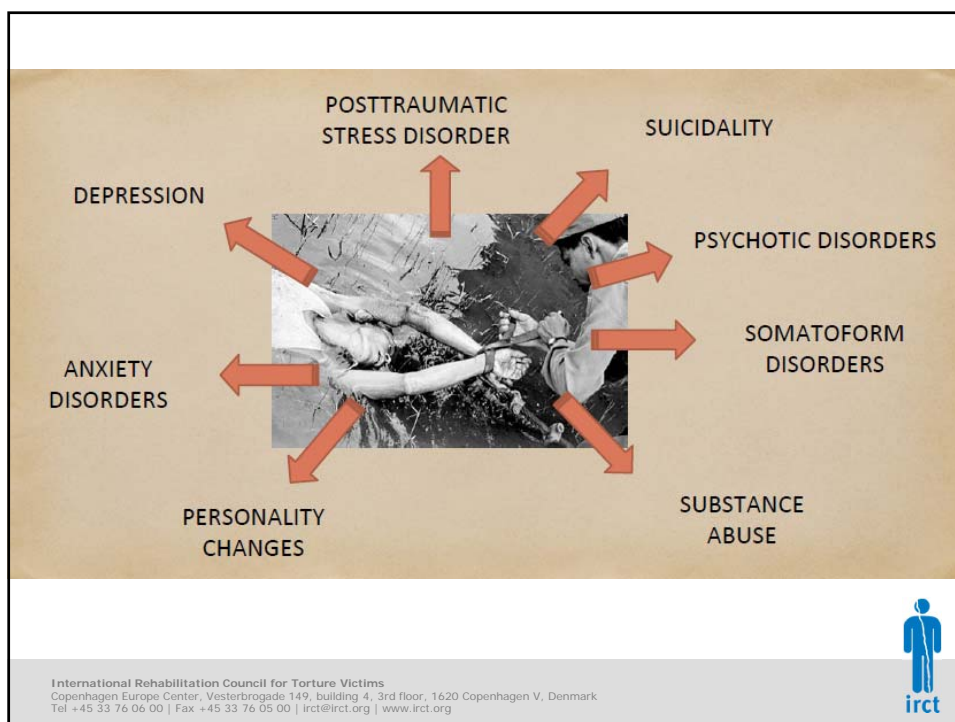 POSTTRAUMATIC
STRESS DISORDER
SUICIDALITY
DEPRESSION
PSYCHOTIC DISORDERS
SOMATOFORM
DISORDERS
ANXIETY
DISORDERS
SUBSTANCE
ABUSE
PERSONALITY
CHANGES
International Rehabilitation Council for Torture Victims
Copenhagen Europe Center, Vesterbrogade 149, building 4, 3rd floor, 1620 Copenhagen V, Denmark
Tel +45 33 76 06 00 | Fax +45 33 76 05 00 | irct@irct.org | www.irct.org
irct